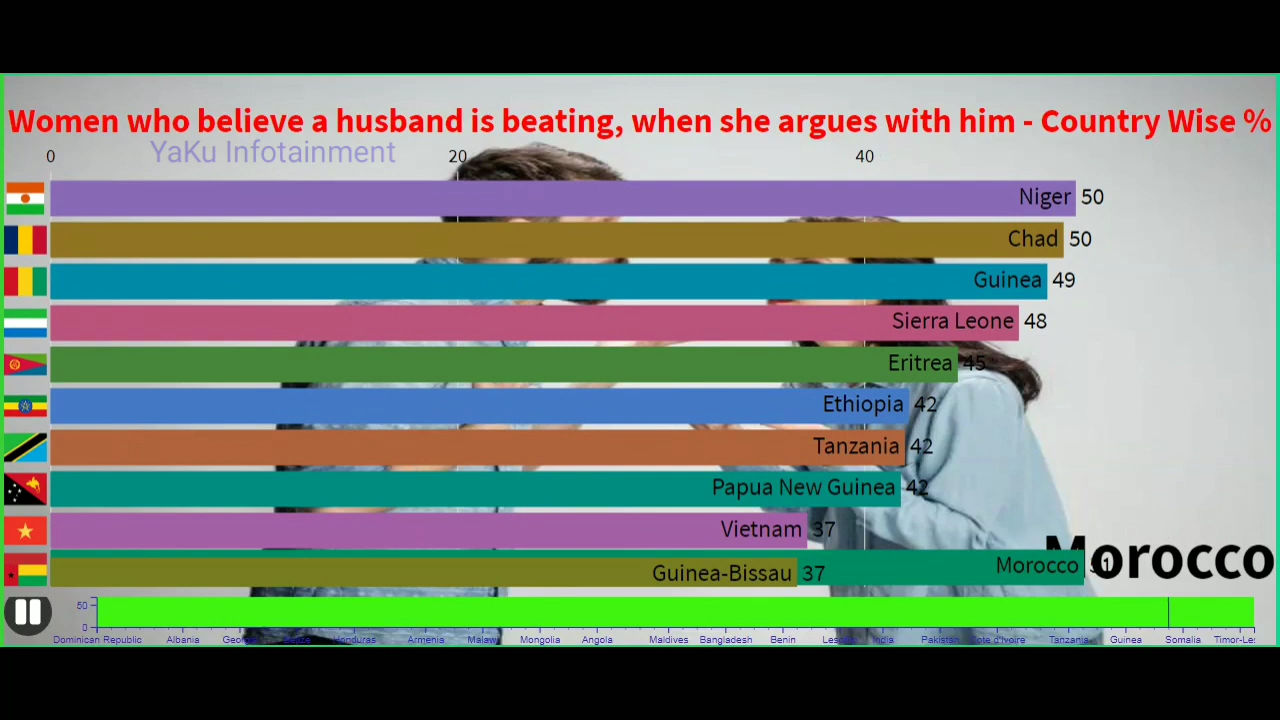 Women who believe a husband is beating, when she argues with him - Country Wise %
0 20 40
YaKu Infotainment
Niger 50
Chad 50
Guinea 49
Sierra Leone 48
Eritrea 45
Ethiopia 42
Tanzania 42
Papua New Guinea 42
Vietnam 37
Morocco
Morocco
Guinea-Bissau 37
50
0
Dominican Republic Albania Honduras Armenia Mongolia Angola Maldives Bangladesh Benin India Pakistan Cote d'Ivoire Tanzania Guinea Somalia